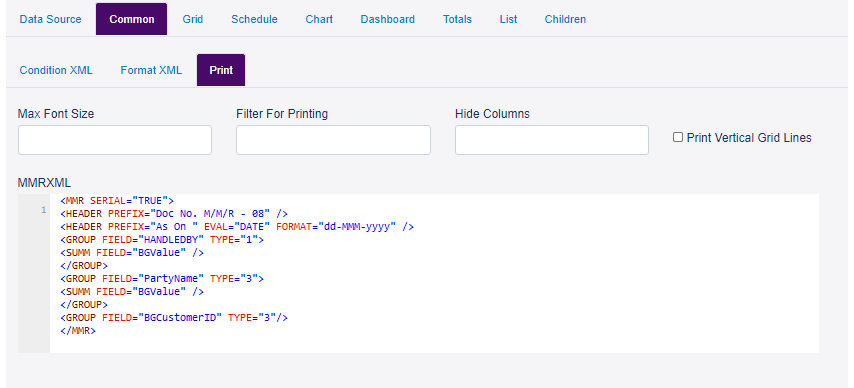 Data Source Common Grid Schedule Chart Dashboard Totals List Children
Condition XML Format XML Print
Max Font Size Filter For Printing Hide Columns
Print Vertical Grid Lines
MMRXML
1
<MMR SERIAL="TRUE">
<HEADER PREFIX="Doc No. M/M/R - 08" />
<HEADER PREFIX="As On " EVAL="DATE" FORMAT="dd-MMM-yyyy" />
<GROUP FIELD="HANDLEDBY" TYPE="1">
<SUMM FIELD="BGValue" />
</GROUP>
<GROUP FIELD="PartyName" TYPE="3">
<SUMM FIELD="BGValue" />
</GROUP>
<GROUP FIELD="BGCustomerID" TYPE="3"/>
</MMR>